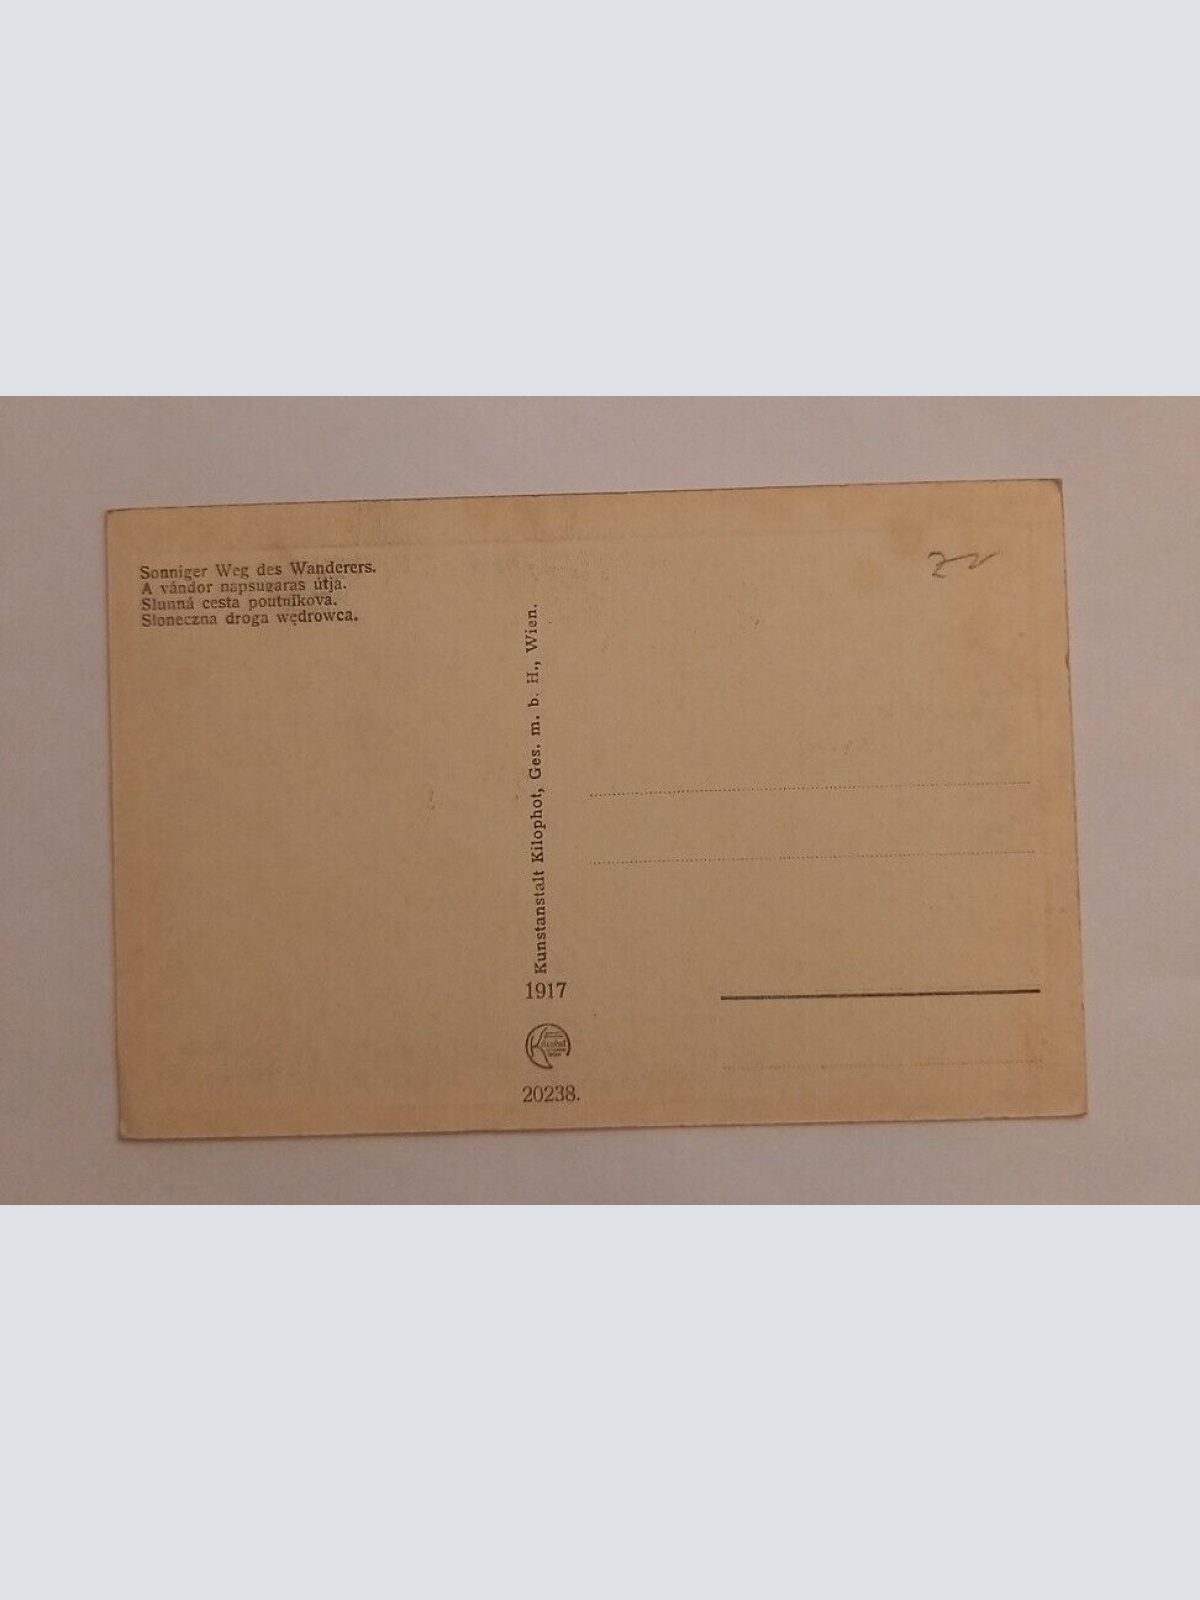 Sonniger Weg des Wanderers.
A vándor napsugaras útja.
Slunná cesta poutníkova.
Słoneczna droga wędrowca.
Kunstanstalt Kilophot, Ges. m. b. H., Wien.
1917
20238.